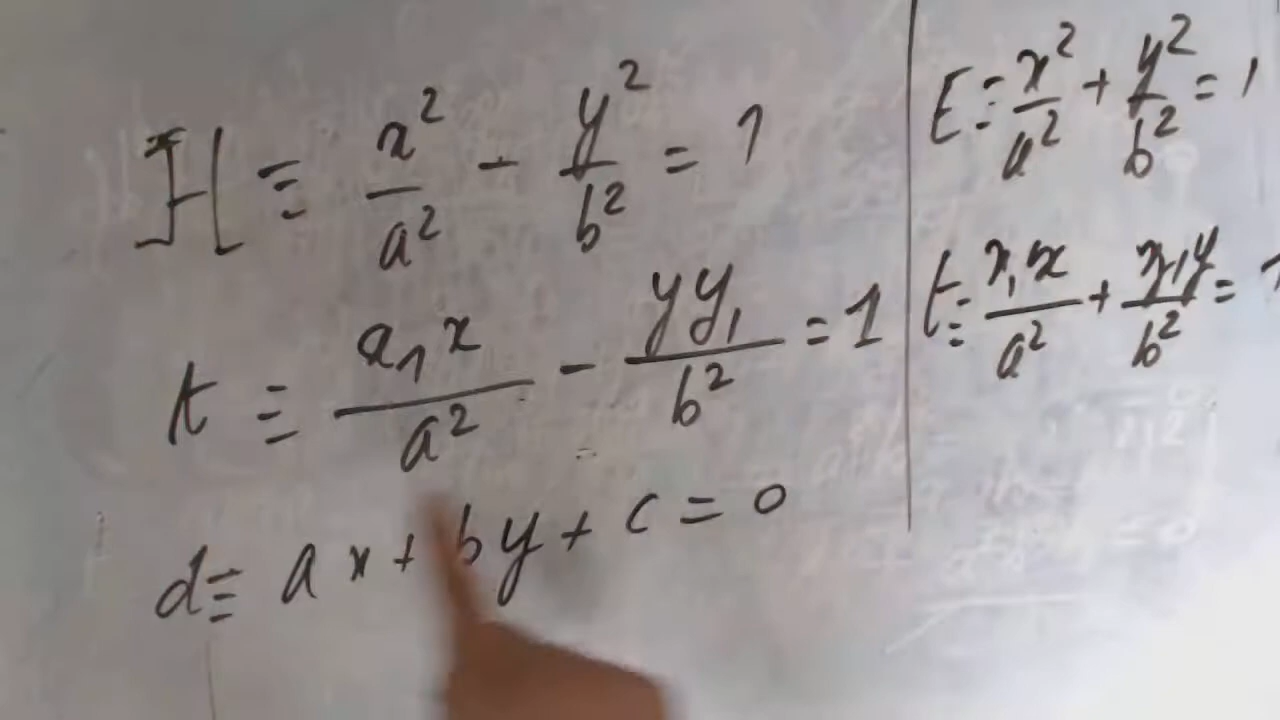 H ≡ x²/a² - y²/b² = 1
t ≡ x₁x/a² - yy₁/b² = 1
d ≡ ax + by + c = 0
E ≡ x²/a² + y²/b² = 1
t ≡ x₁x/a² + y₁y/b² = 1